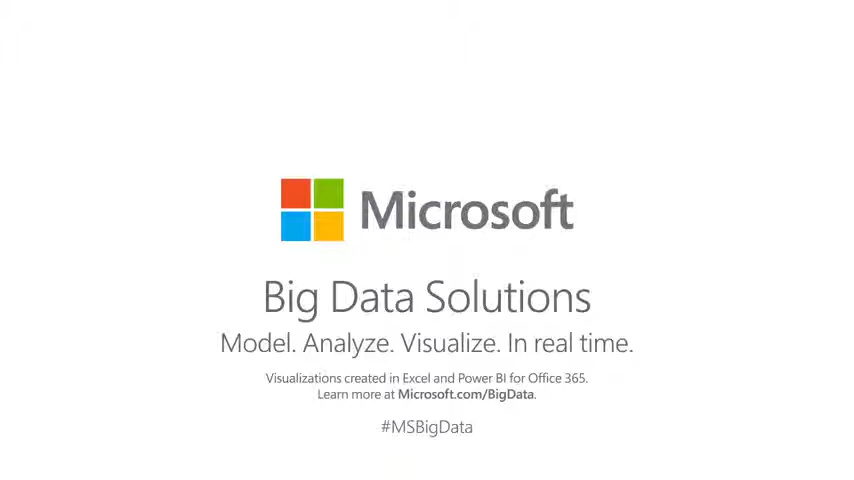 Microsoft
Big Data Solutions
Model. Analyze. Visualize. In real time.
Visualizations created in Excel and Power BI for Office 365.
Learn more at Microsoft.com/BigData.
#MSBigData